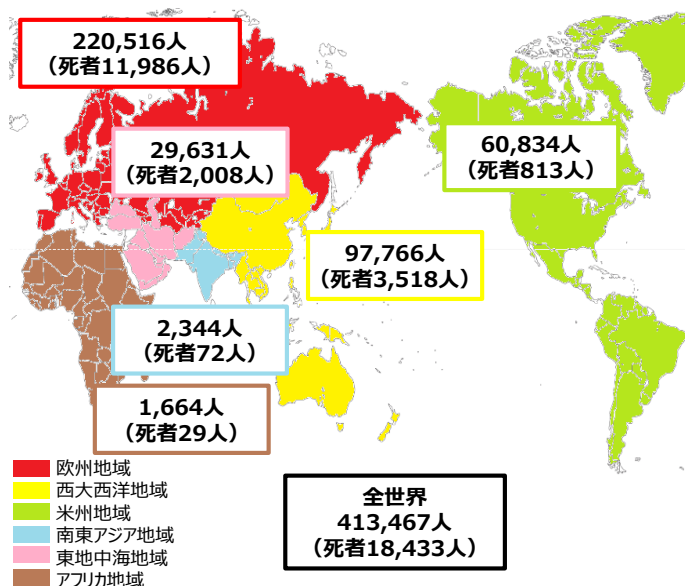 220,516人
（死者11,986人）
29,631人
（死者2,008人）
60,834人
（死者813人）
97,766人
（死者3,518人）
2,344人
（死者72人）
1,664人
（死者29人）
欧州地域
西大西洋地域
米州地域
南東アジア地域
東地中海地域
アフリカ地域
全世界
413,467人
（死者18,433人）